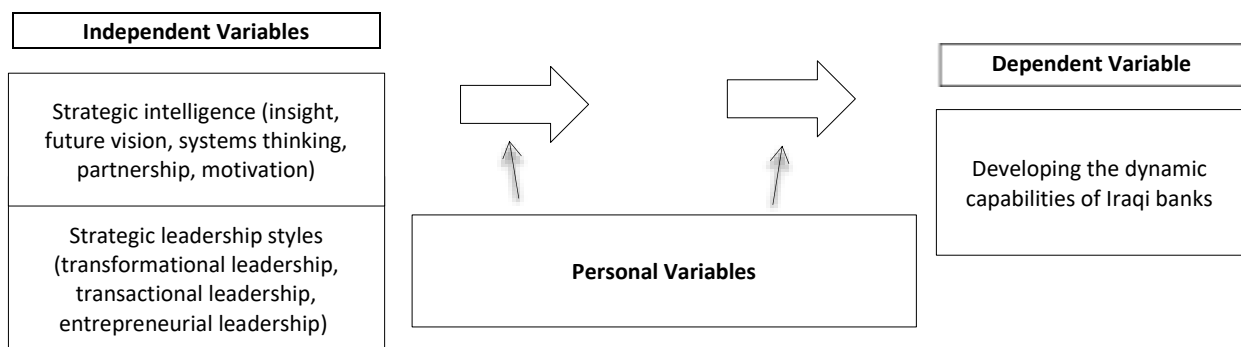 Independent Variables
Strategic intelligence (insight,
future vision, systems thinking,
partnership, motivation)
Strategic leadership styles
(transformational leadership,
transactional leadership,
entrepreneurial leadership)
Personal Variables
Dependent Variable
Developing the dynamic
capabilities of Iraqi banks